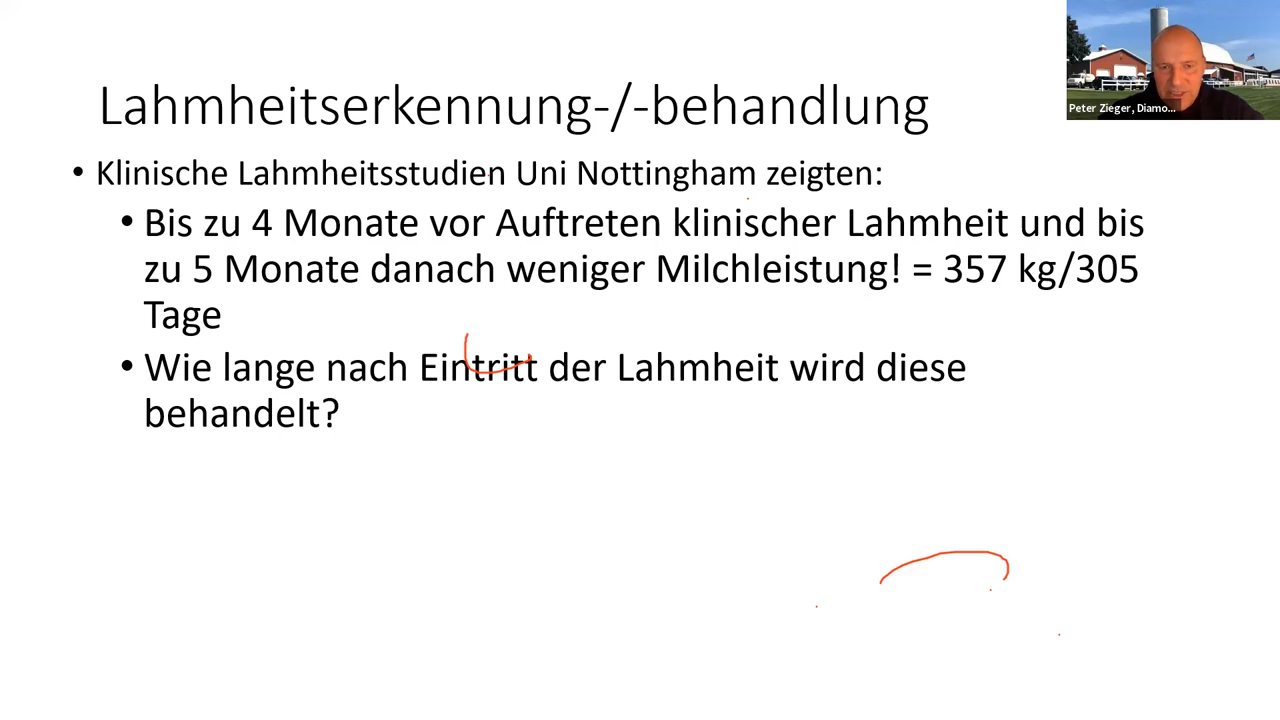 Lahmheitserkennung-/-behandlung
• Klinische Lahmheitsstudien Uni Nottingham zeigten:
• Bis zu 4 Monate vor Auftreten klinischer Lahmheit und bis
zu 5 Monate danach weniger Milchleistung! = 357 kg/305
Tage
• Wie lange nach Eintritt der Lahmheit wird diese
behandelt?
Peter Zieger, Diamo...